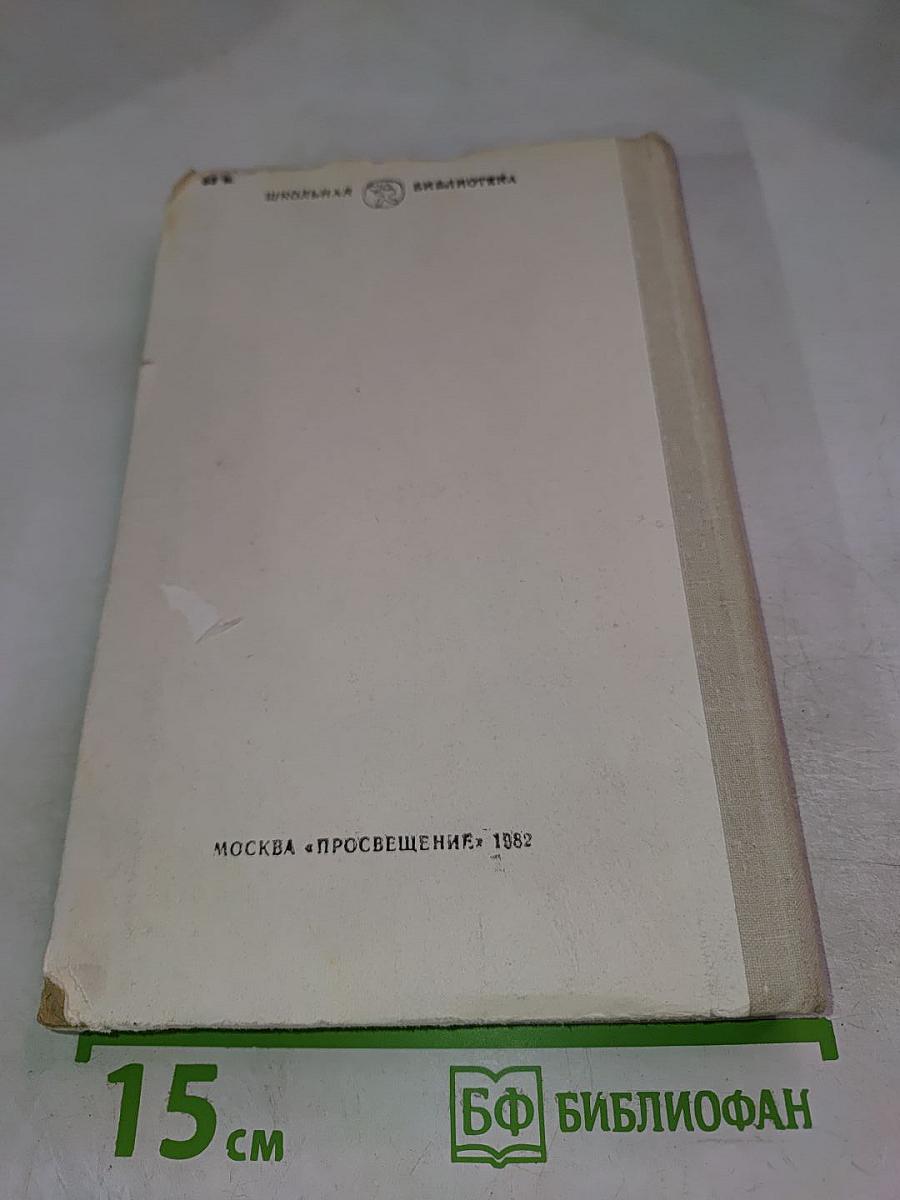 ШКОЛЬНАЯ БИБЛИОТЕКА
МОСКВА «ПРОСВЕЩЕНИЕ» 1982
15 см
БФ БИБЛИОФАН